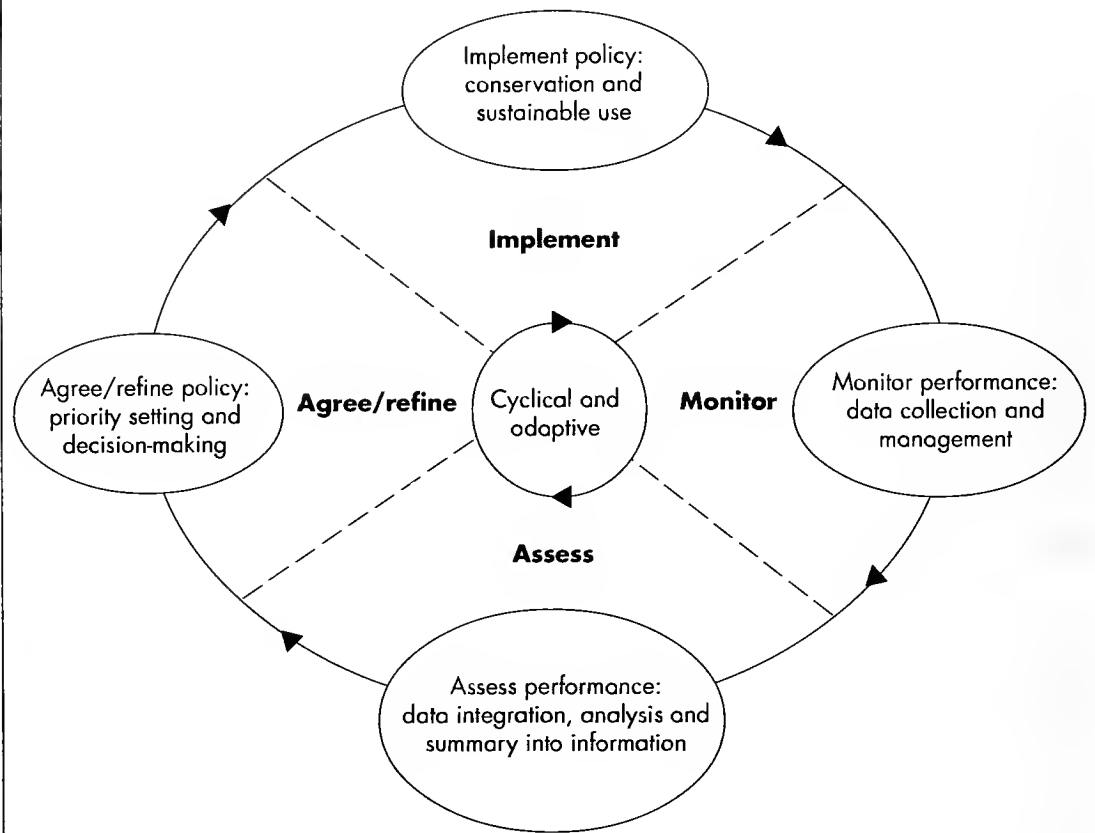 Implement policy:
conservation and
sustainable use
Implement
Agree/refine policy:
priority setting and
decision-making
Agree/refine
Cyclical and
adaptive
Monitor
Monitor performance:
data collection and
management
Assess
Assess performance:
data integration, analysis and
summary into information